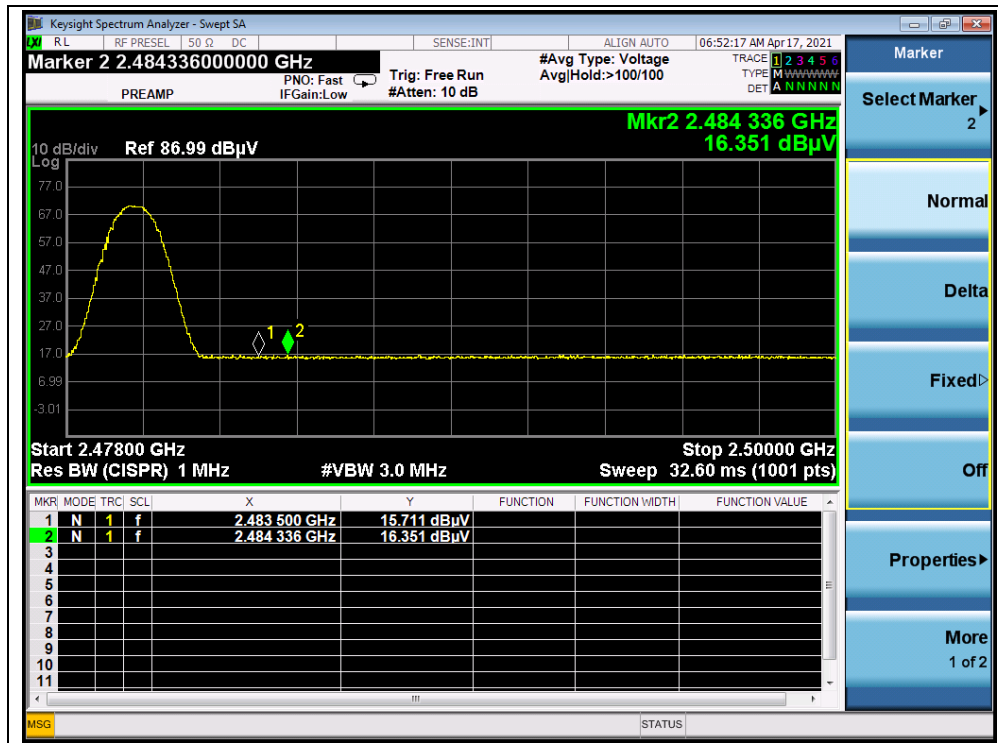 Keysight Spectrum Analyzer - Swept SA
LXI RL RF PRESEL 50 Ω DC SENSE:INT ALIGN AUTO 06:52:17 AM Apr 17, 2021
Marker 2 2.484336000000 GHz
PREAMP
PNO: Fast
IFGain:Low
Trig: Free Run
#Atten: 10 dB
#Avg Type: Voltage
Avg|Hold:>100/100
TRACE 1 2 3 4 5 6
TYPE M WWWWW
DET A N N N N N
Mkr2 2.484 336 GHz
16.351 dBµV
10 dB/div Ref 86.99 dBµV
Log
77.0
67.0
57.0
47.0
37.0
27.0
17.0
6.99
-3.01
1 2
Start 2.47800 GHz Stop 2.50000 GHz
Res BW (CISPR) 1 MHz #VBW 3.0 MHz Sweep 32.60 ms (1001 pts)
MKR MODE TRC SCL X Y FUNCTION FUNCTION WIDTH FUNCTION VALUE
1 N 1 f 2.483 500 GHz 15.711 dBµV
2 N 1 f 2.484 336 GHz 16.351 dBµV
3
4
5
6
7
8
9
10
11
MSG STATUS
Marker
Select Marker
2
Normal
Delta
Fixed
Off
Properties
More
1 of 2